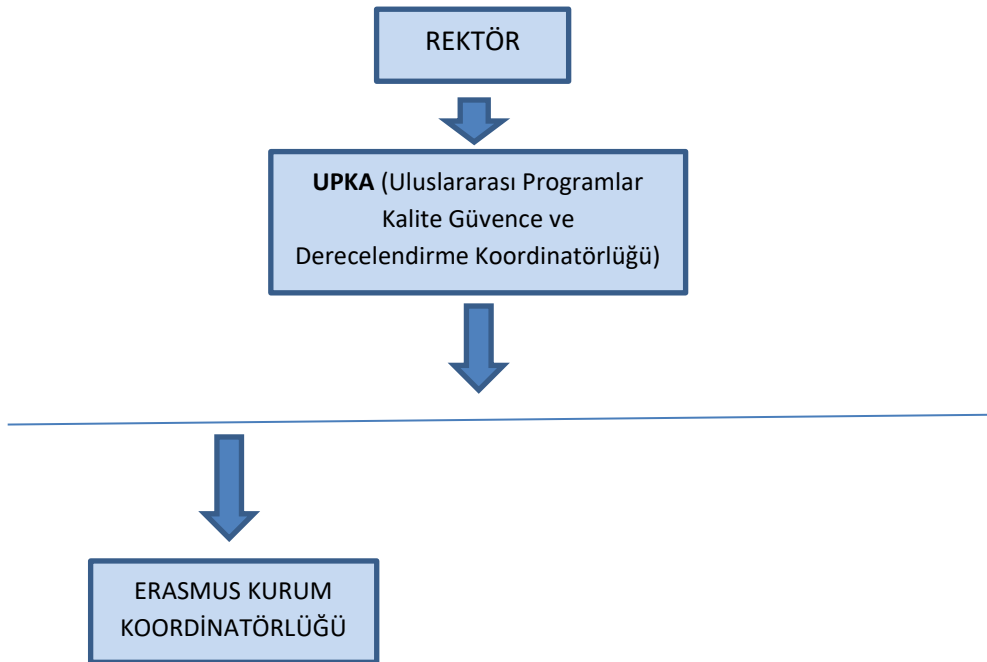 REKTÖR
UPKA (Uluslararası Programlar
Kalite Güvence ve
Derecelendirme Koordinatörlüğü)
ERASMUS KURUM
KOORDİNATÖRLÜĞÜ